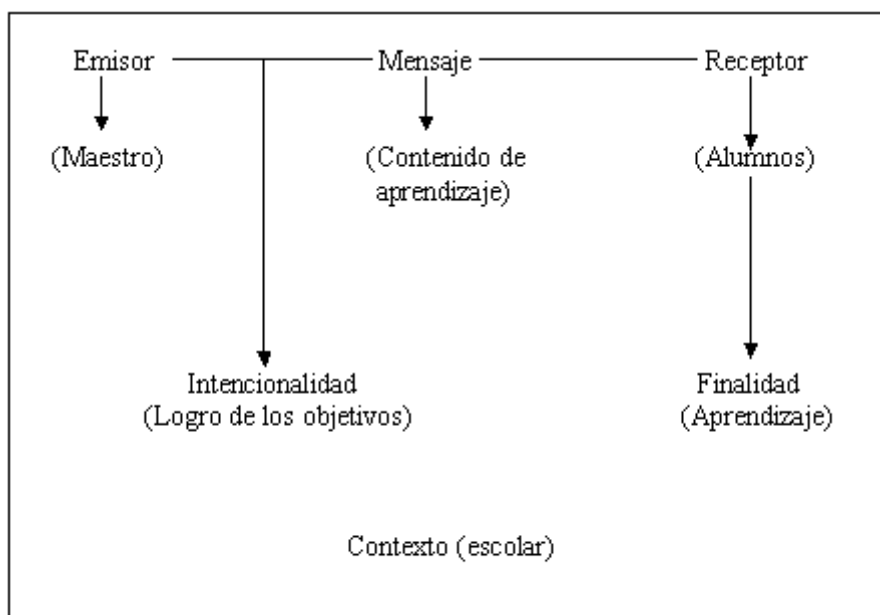 Emisor Mensaje Receptor
(Maestro) (Contenido de (Alumnos)
aprendizaje)
Intencionalidad Finalidad
(Logro de los objetivos) (Aprendizaje)
Contexto (escolar)